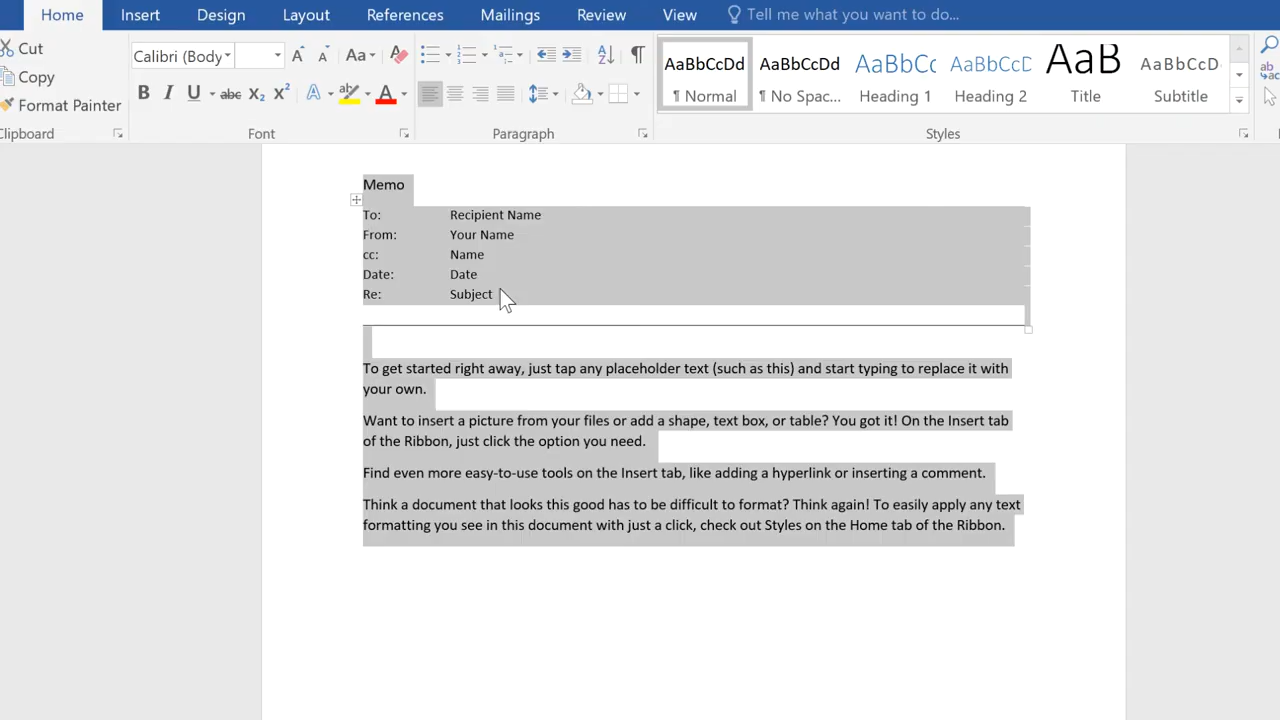 Home Insert Design Layout References Mailings Review View Tell me what you want to do...
Cut
Copy
Format Painter
Clipboard
Calibri (Body
Aa
B I U abc X₂ X² A A
Font
Paragraph
AaBbCcDd AaBbCcDd AaBbCc AaBbCcD AaB AaBbCcD
¶ Normal ¶ No Spac... Heading 1 Heading 2 Title Subtitle
Styles
Memo
To: Recipient Name
From: Your Name
cc: Name
Date: Date
Re: Subject
To get started right away, just tap any placeholder text (such as this) and start typing to replace it with
your own.
Want to insert a picture from your files or add a shape, text box, or table? You got it! On the Insert tab
of the Ribbon, just click the option you need.
Find even more easy-to-use tools on the Insert tab, like adding a hyperlink or inserting a comment.
Think a document that looks this good has to be difficult to format? Think again! To easily apply any text
formatting you see in this document with just a click, check out Styles on the Home tab of the Ribbon.